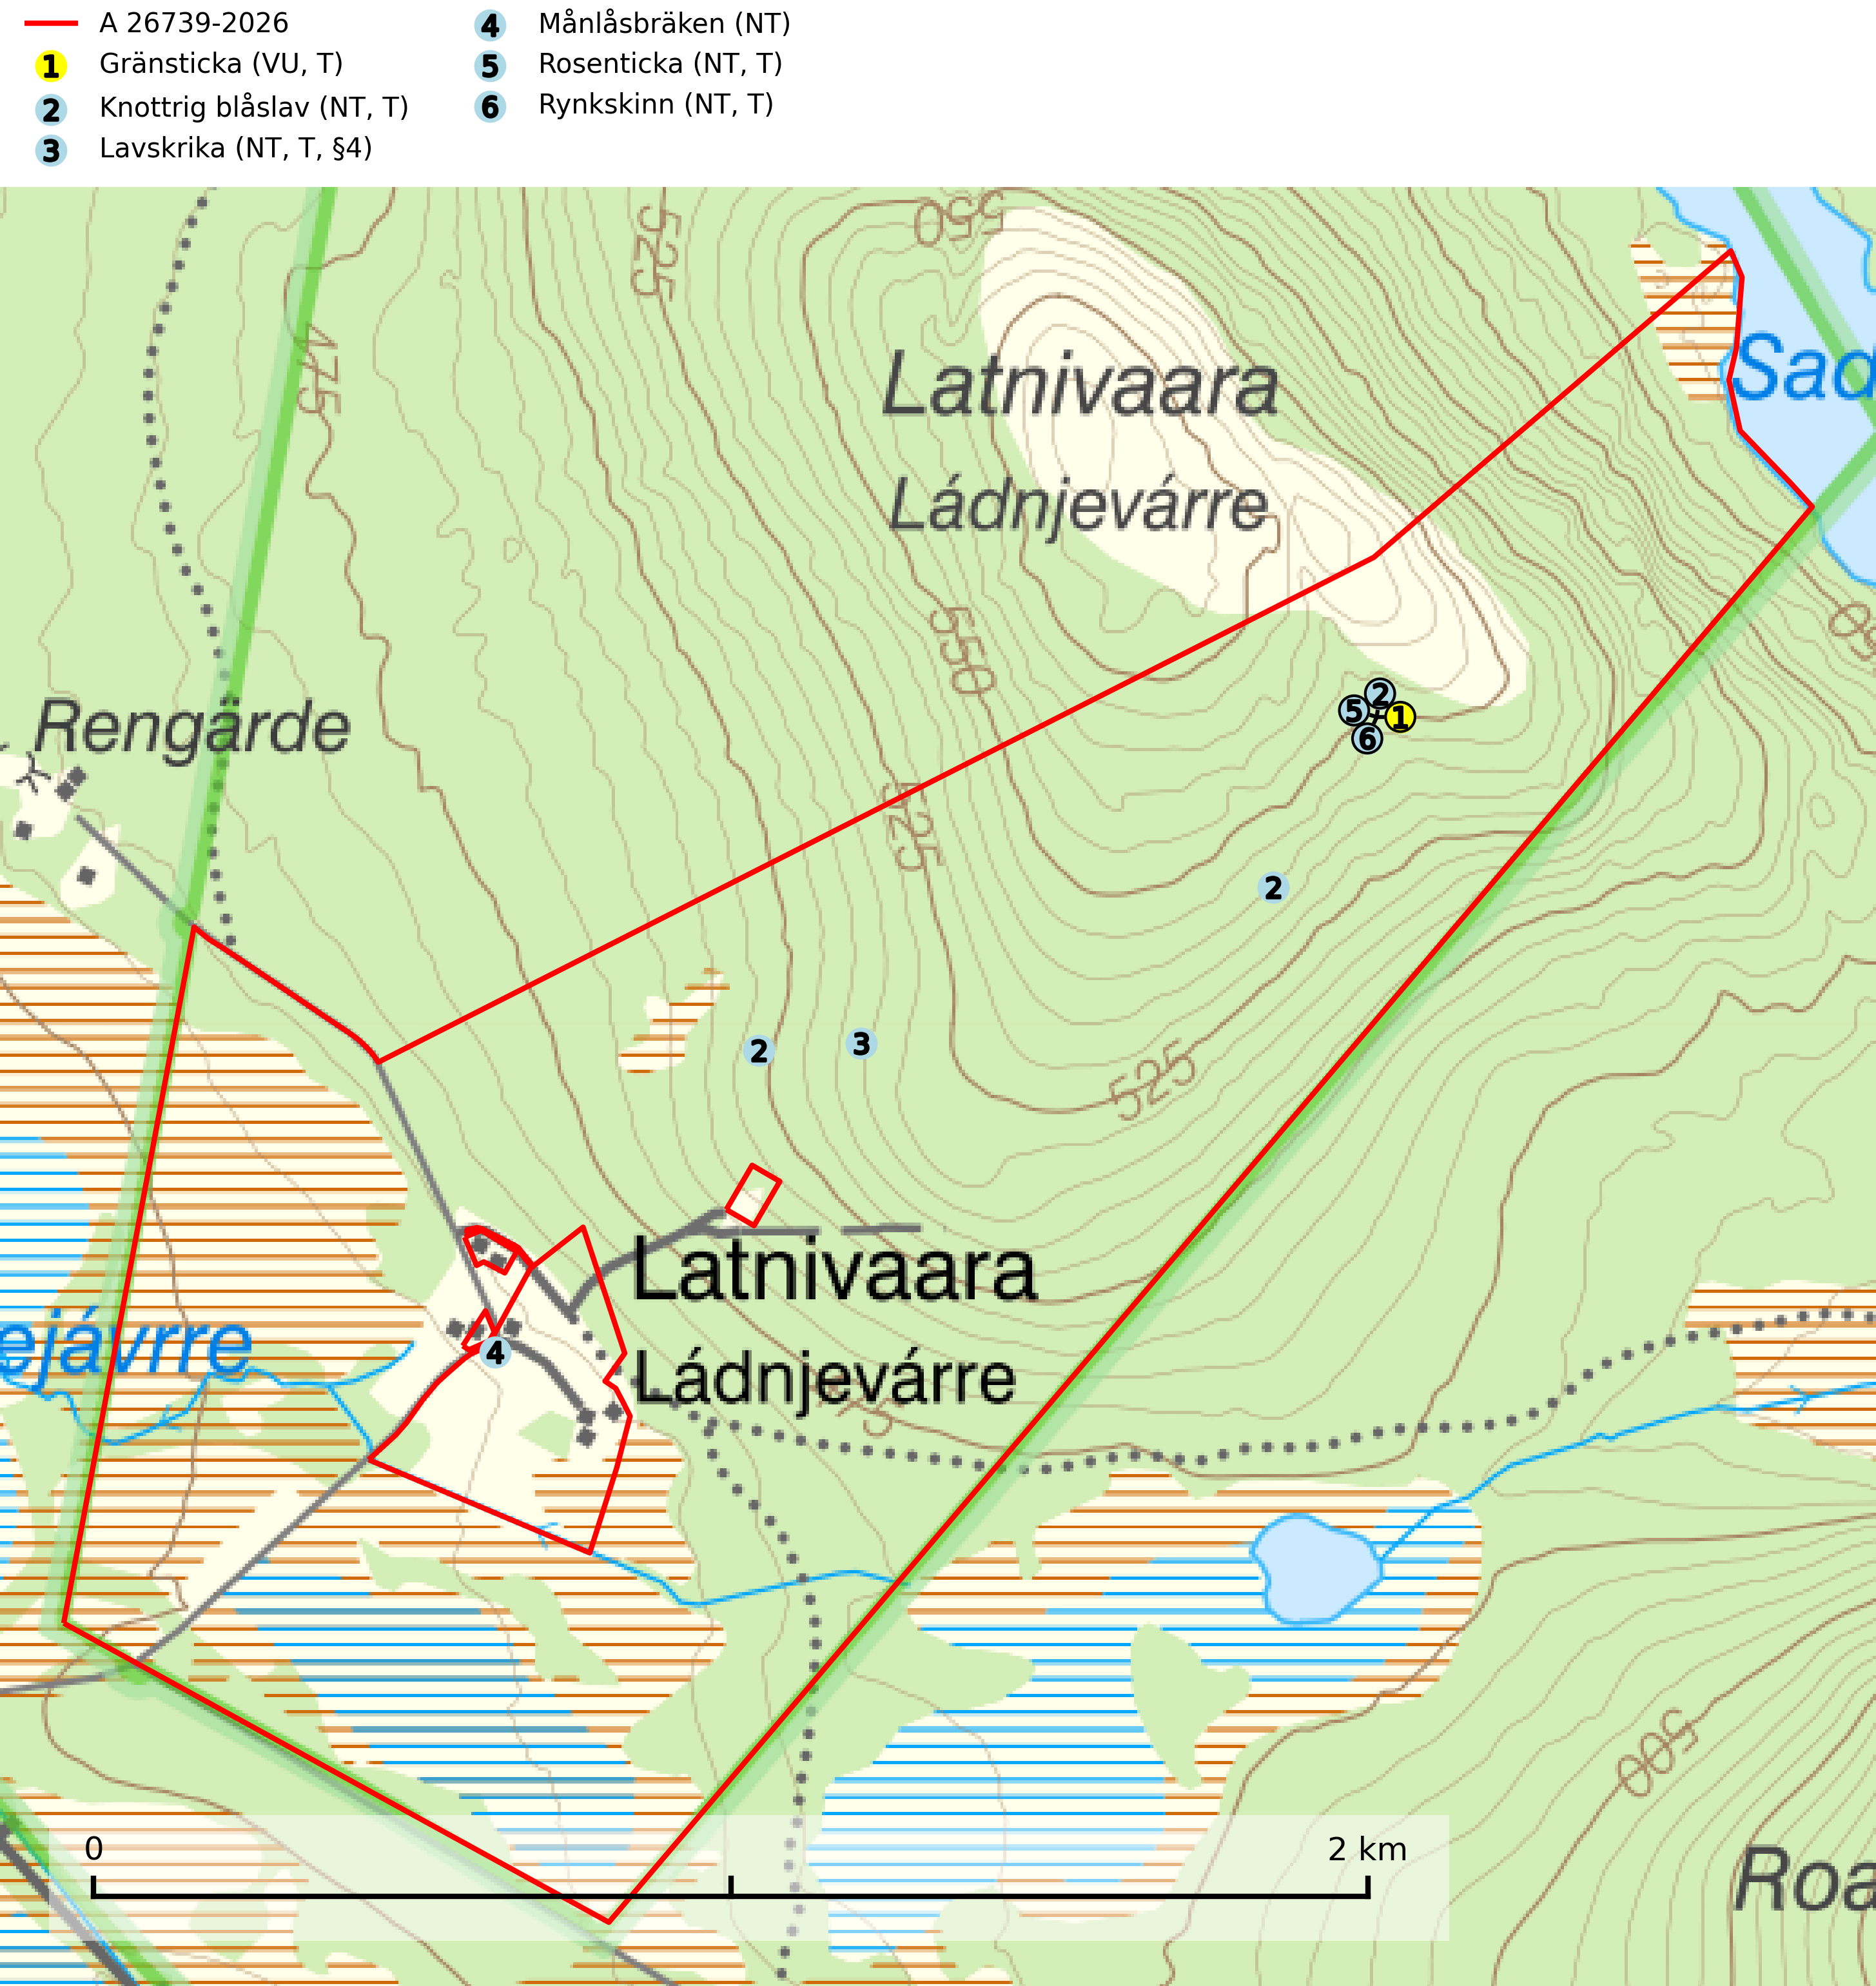 A 26739-2026
1 Gränsticka (VU, T)
2 Knottrig blåslav (NT, T)
3 Lavskrika (NT, T, §4)
4 Månlåsbräken (NT)
5 Rosenticka (NT, T)
6 Rynkskinn (NT, T)
525
550
475
Latnivaara
Ládnjevárre
Sad
550
Rengärde
2
5
1
6
525
2
2
3
525
Latnivaara
Ládnjevárre
ejávrre
4
500
0
2 km
Roa